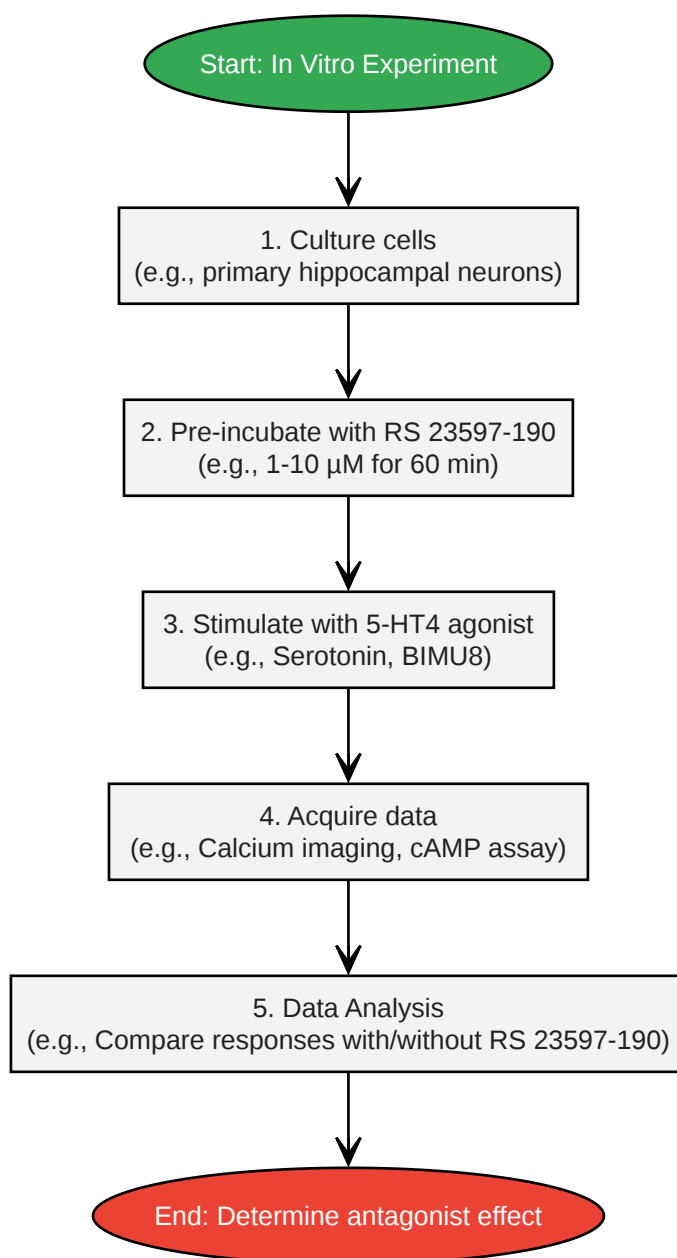 Start: In Vitro Experiment
1. Culture cells
(e.g., primary hippocampal neurons)
2. Pre-incubate with RS 23597-190
(e.g., 1-10 µM for 60 min)
3. Stimulate with 5-HT4 agonist
(e.g., Serotonin, BIMU8)
4. Acquire data
(e.g., Calcium imaging, cAMP assay)
5. Data Analysis
(e.g., Compare responses with/without RS 23597-190)
End: Determine antagonist effect